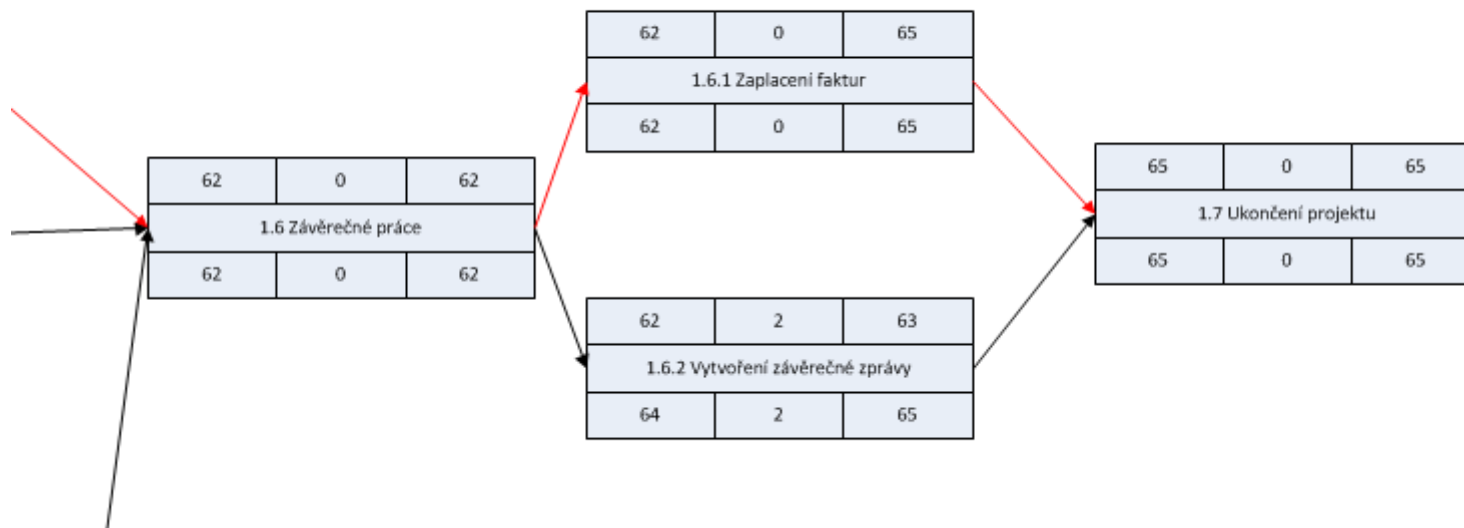 62 0 65
1.6.1 Zaplacení faktur
62 0 65
62 0 62
1.6 Závěrečné práce
62 0 62
65 0 65
1.7 Ukončení projektu
65 0 65
62 2 63
1.6.2 Vytvoření závěrečné zprávy
64 2 65